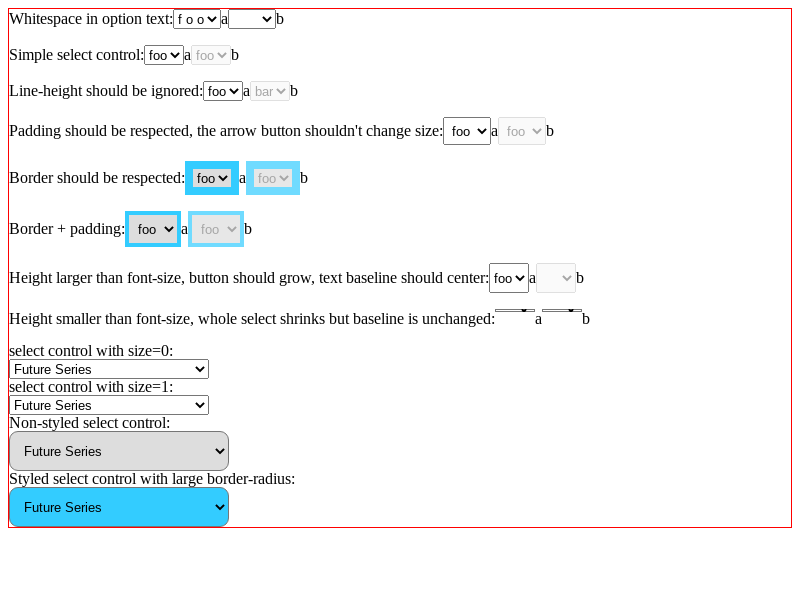 Whitespace in option text: f o o a b
Simple select control: foo a foo b
Line-height should be ignored: foo a bar b
Padding should be respected, the arrow button shouldn't change size: foo a foo b
Border should be respected: foo a foo b
Border + padding: foo a foo b
Height larger than font-size, button should grow, text baseline should center: foo a b
Height smaller than font-size, whole select shrinks but baseline is unchanged: a b
select control with size=0:
Future Series
select control with size=1:
Future Series
Non-styled select control:
Future Series
Styled select control with large border-radius:
Future Series